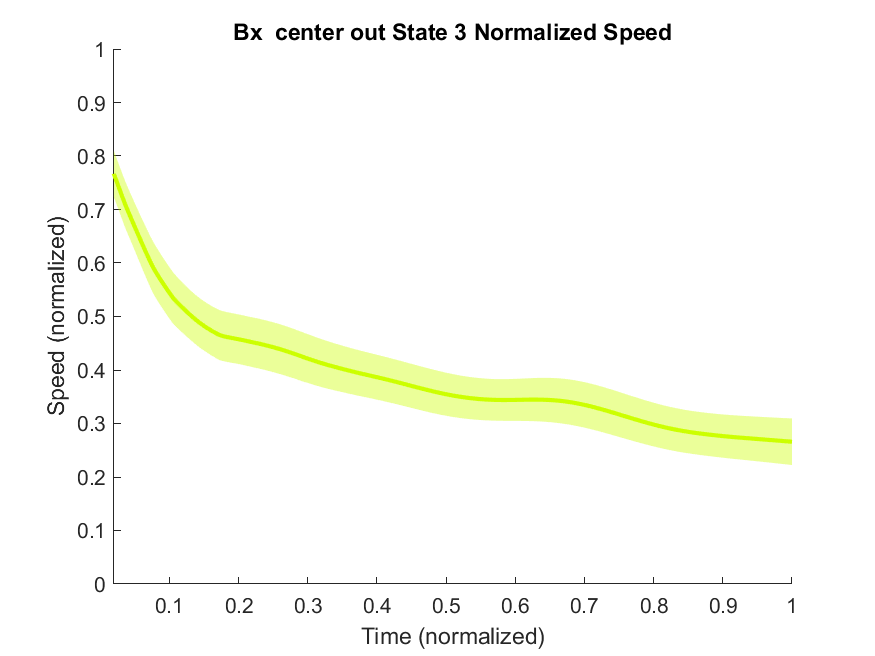 Bx  center out State 3 Normalized Speed
1
0.9
0.8
0.7
0.6
0.5
0.4
0.3
0.2
0.1
0
Speed (normalized)
0.1 0.2 0.3 0.4 0.5 0.6 0.7 0.8 0.9 1
Time (normalized)